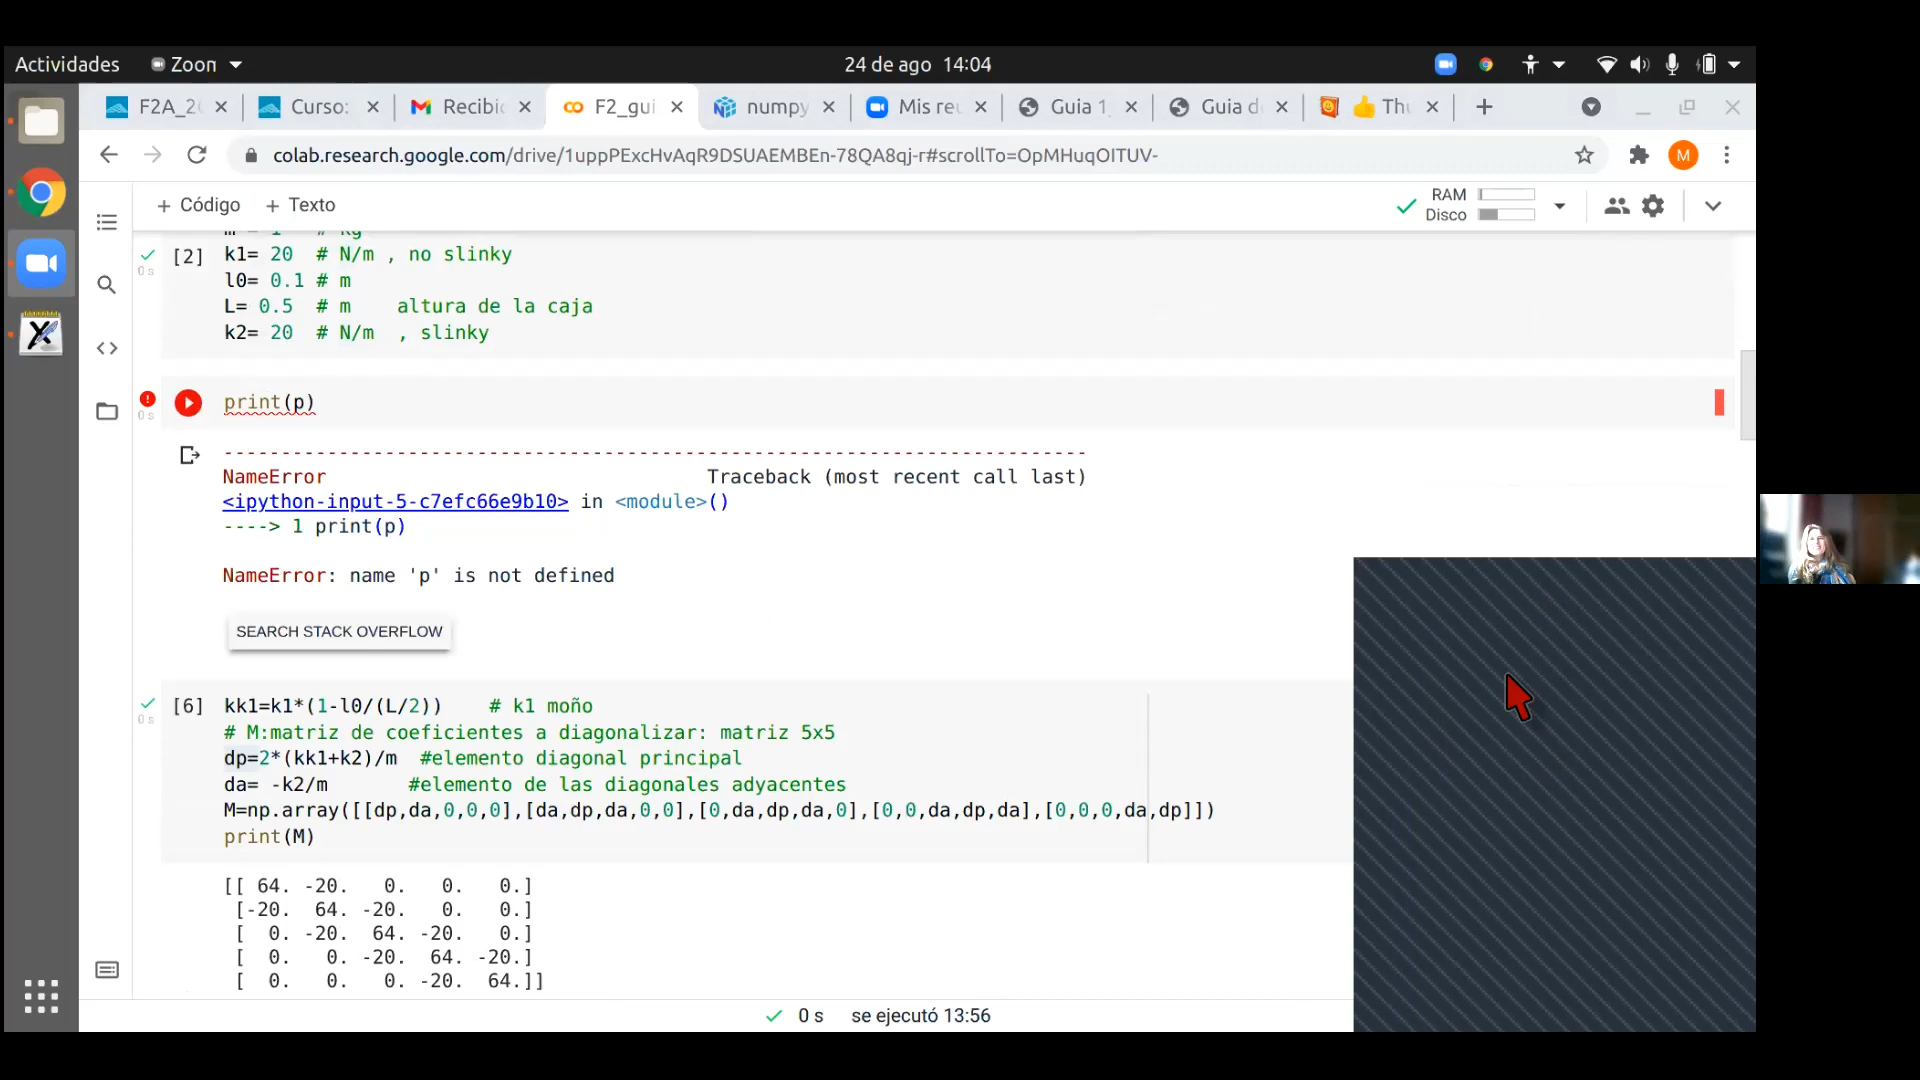 Actividades
Zoom
24 de ago 14:04
F2A_2
Curso:
Recibi
F2_gui
numpy
Mis re
Guia 1
Guia d
Th
colab.research.google.com/drive/1uppPExcHvAqR9DSUAEMBEn-78QA8qj-r#scrollTo=OpMHuqOITUV-
M
+ Código
+ Texto
RAM
Disco
m = 1 # kg
[2] k1= 20 # N/m , no slinky
0 s
l0= 0.1 # m
L= 0.5 # m altura de la caja
k2= 20 # N/m , slinky
print(p)
0 s
---------------------------------------------------------------------------
NameError Traceback (most recent call last)
<ipython-input-5-c7efc66e9b10> in <module>()
----> 1 print(p)
NameError: name 'p' is not defined
SEARCH STACK OVERFLOW
[6] kk1=k1*(1-l0/(L/2)) # k1 moño
0 s
# M:matriz de coeficientes a diagonalizar: matriz 5x5
dp=2*(kk1+k2)/m #elemento diagonal principal
da= -k2/m #elemento de las diagonales adyacentes
M=np.array([[dp,da,0,0,0],[da,dp,da,0,0],[0,da,dp,da,0],[0,0,da,dp,da],[0,0,0,da,dp]])
print(M)
[[ 64. -20. 0. 0. 0.]
[-20. 64. -20. 0. 0.]
[ 0. -20. 64. -20. 0.]
[ 0. 0. -20. 64. -20.]
[ 0. 0. 0. -20. 64.]]
0 s se ejecutó 13:56